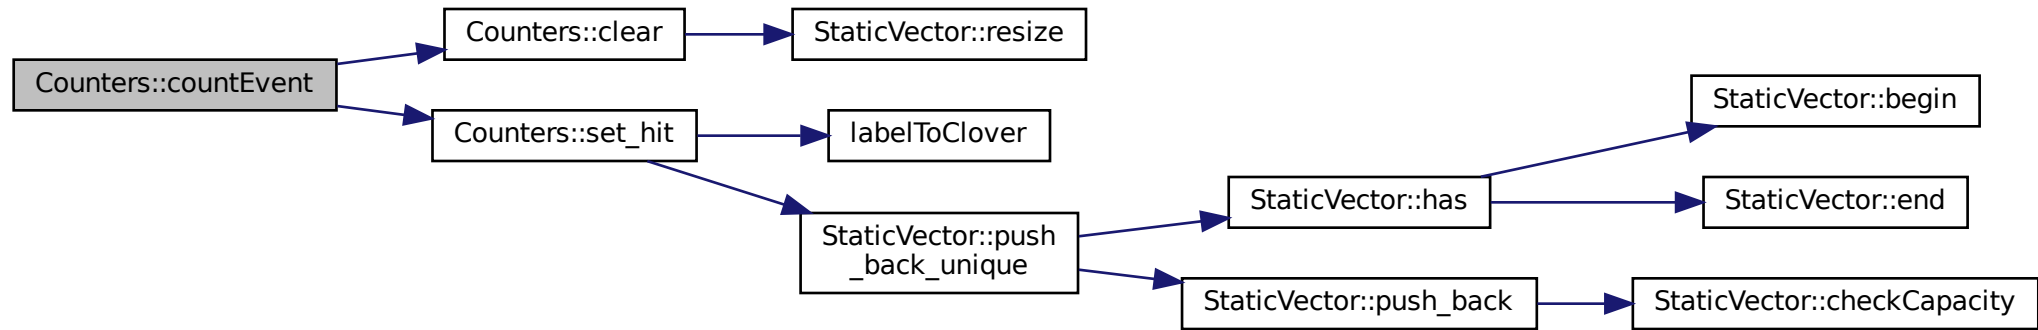 Counters::countEvent
Counters::clear
StaticVector::resize
Counters::set_hit
labelToClover
StaticVector::push
_back_unique
StaticVector::has
StaticVector::begin
StaticVector::end
StaticVector::push_back
StaticVector::checkCapacity